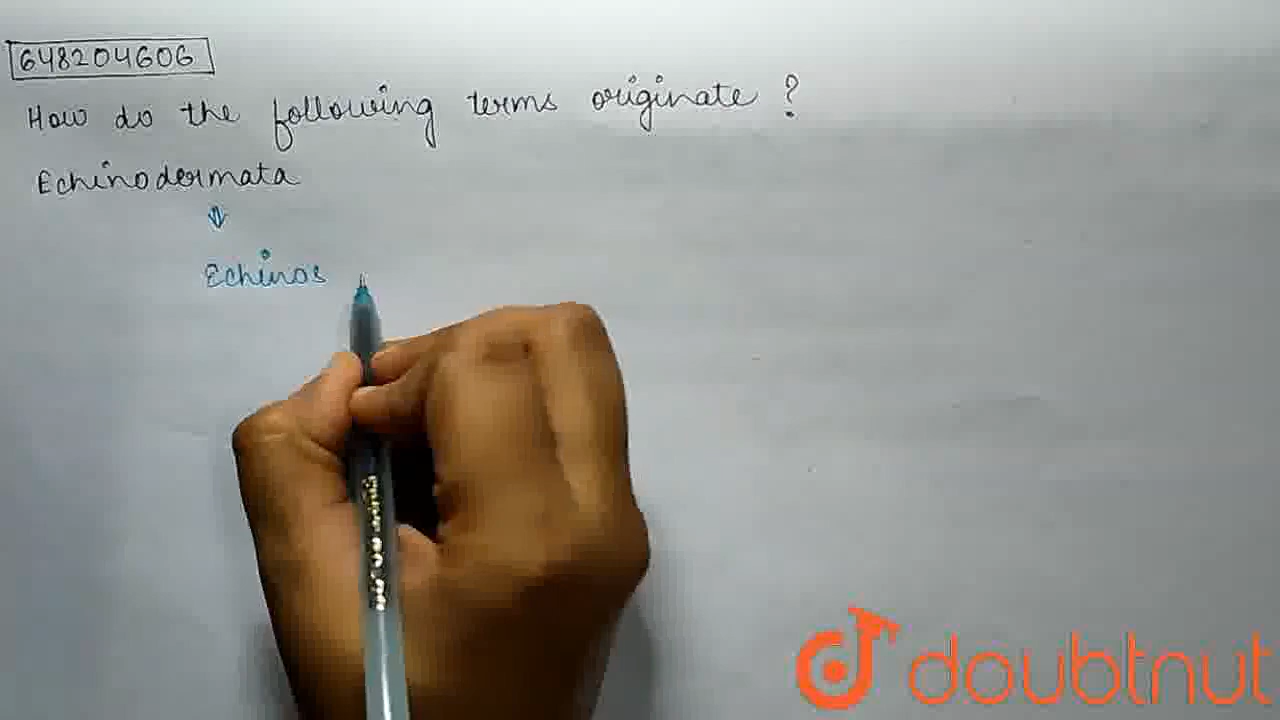 648204606
How do the following terms originate ?
Echinodermata
⇓
Echinos
doubtnut